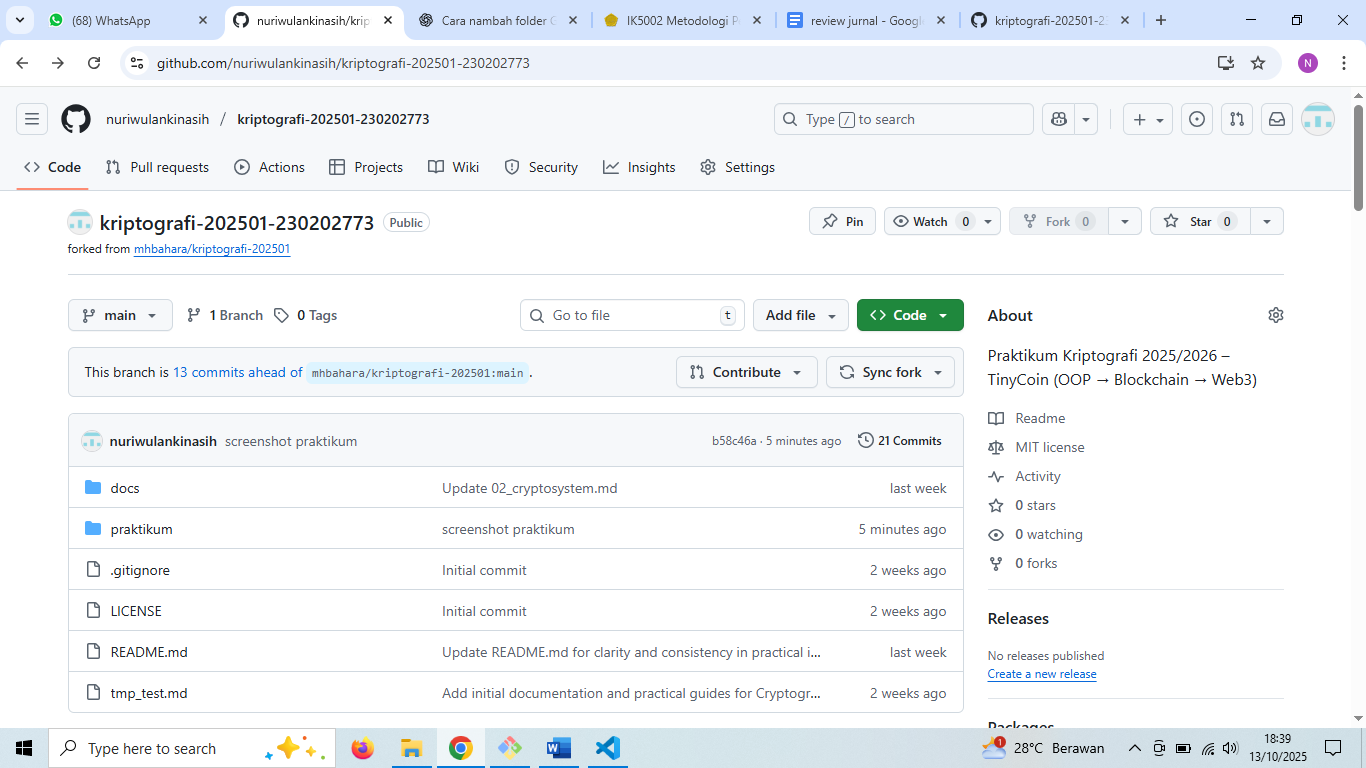 (68) WhatsApp
nuriwulankinasih/krip
Cara nambah folder G
IK5002 Metodologi P
review jurnal - Google
kriptografi-202501-23
github.com/nuriwulankinasih/kriptografi-202501-230202773
N
nuriwulankinasih / kriptografi-202501-230202773
Type / to search
Code
Pull requests
Actions
Projects
Wiki
Security
Insights
Settings
kriptografi-202501-230202773 Public
forked from mhbahara/kriptografi-202501
Pin
Watch 0
Fork 0
Star 0
main
1 Branch
0 Tags
Go to file t
Add file
Code
This branch is 13 commits ahead of mhbahara/kriptografi-202501:main .
Contribute
Sync fork
nuriwulankinasih screenshot praktikum b58c46a · 5 minutes ago 21 Commits
docs Update 02_cryptosystem.md last week
praktikum screenshot praktikum 5 minutes ago
.gitignore Initial commit 2 weeks ago
LICENSE Initial commit 2 weeks ago
README.md Update README.md for clarity and consistency in practical i... last week
tmp_test.md Add initial documentation and practical guides for Cryptogr... 2 weeks ago
About
Praktikum Kriptografi 2025/2026 –
TinyCoin (OOP → Blockchain → Web3)
Readme
MIT license
Activity
0 stars
0 watching
0 forks
Releases
No releases published
Create a new release
Packages
Type here to search
1
28°C Berawan
18:39
13/10/2025